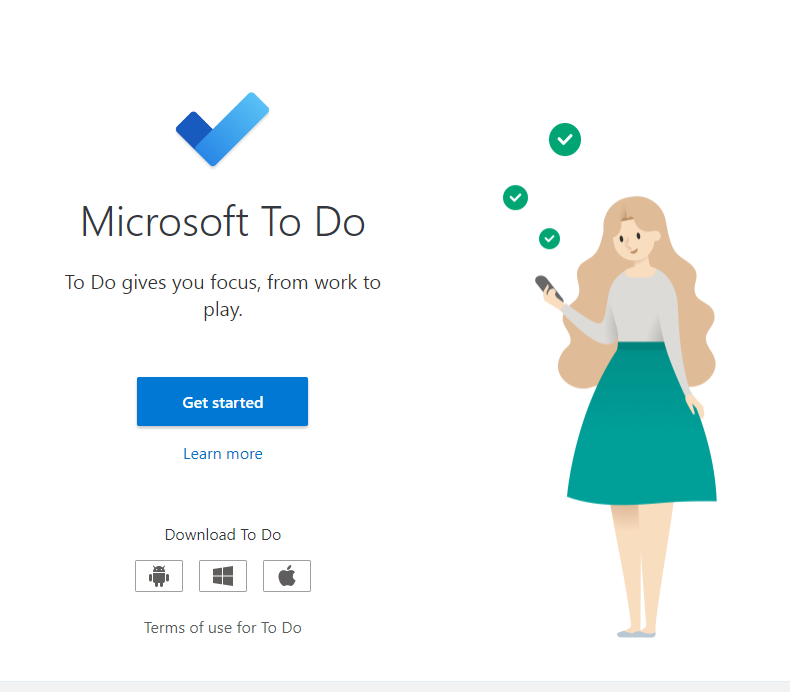 Microsoft To Do
To Do gives you focus, from work to
play.
Get started
Learn more
Download To Do
Terms of use for To Do